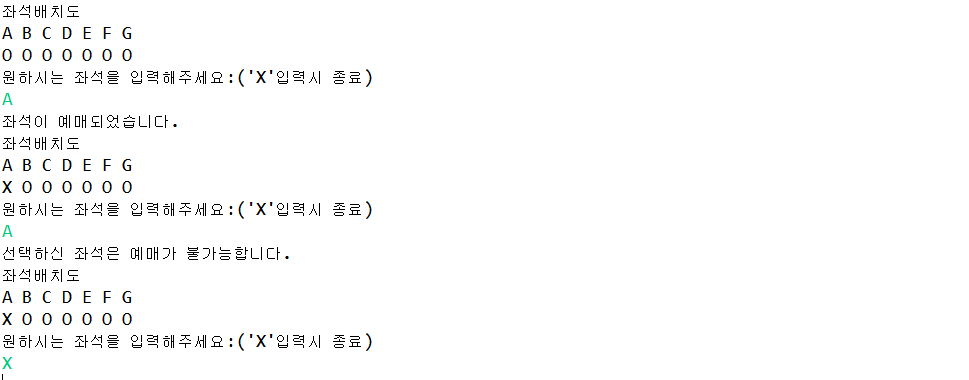 좌석배치도
A B C D E F G
O O O O O O O
원하시는 좌석을 입력해주세요:('X'입력시 종료)
A
좌석이 예매되었습니다.
좌석배치도
A B C D E F G
X O O O O O O
원하시는 좌석을 입력해주세요:('X'입력시 종료)
A
선택하신 좌석은 예매가 불가능합니다.
좌석배치도
A B C D E F G
X O O O O O O
원하시는 좌석을 입력해주세요:('X'입력시 종료)
X